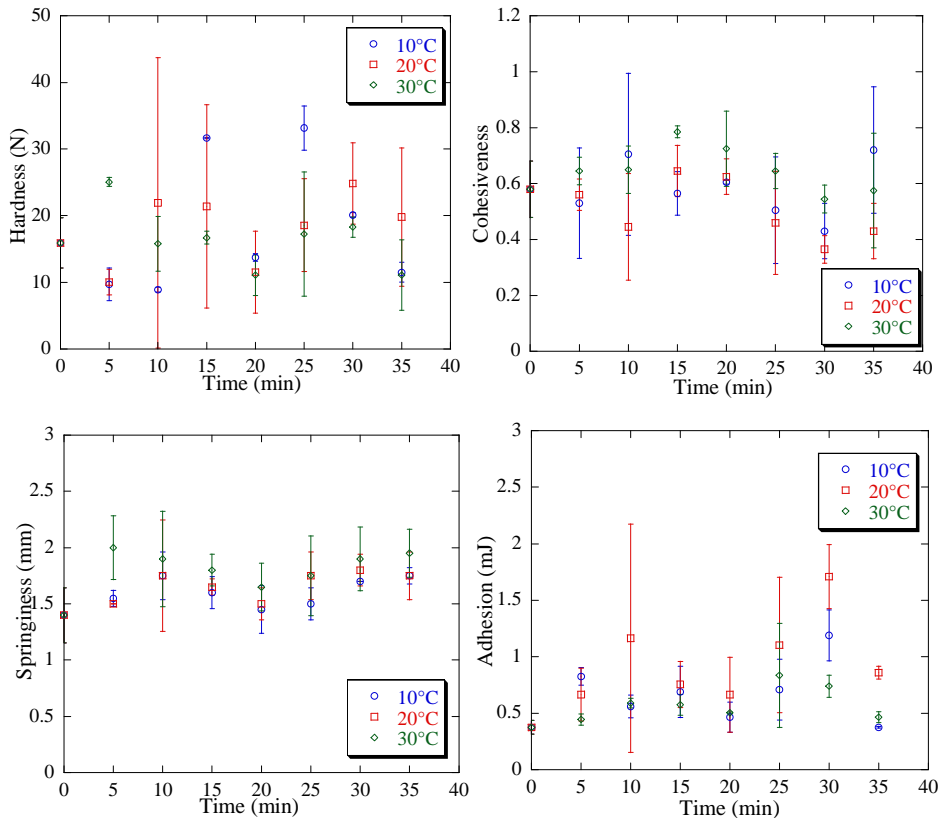 50
40
30
20
10
0
Hardness (N)
10°C
20°C
30°C
0 5 10 15 20 25 30 35 40
Time (min)
1.2
1
0.8
0.6
0.4
0.2
0
Cohesiveness
10°C
20°C
30°C
0 5 10 15 20 25 30 35 40
Time (min)
3
2.5
2
1.5
1
0.5
0
Springiness (mm)
10°C
20°C
30°C
0 5 10 15 20 25 30 35 40
Time (min)
3
2.5
2
1.5
1
0.5
0
Adhesion (mJ)
10°C
20°C
30°C
0 5 10 15 20 25 30 35 40
Time (min)